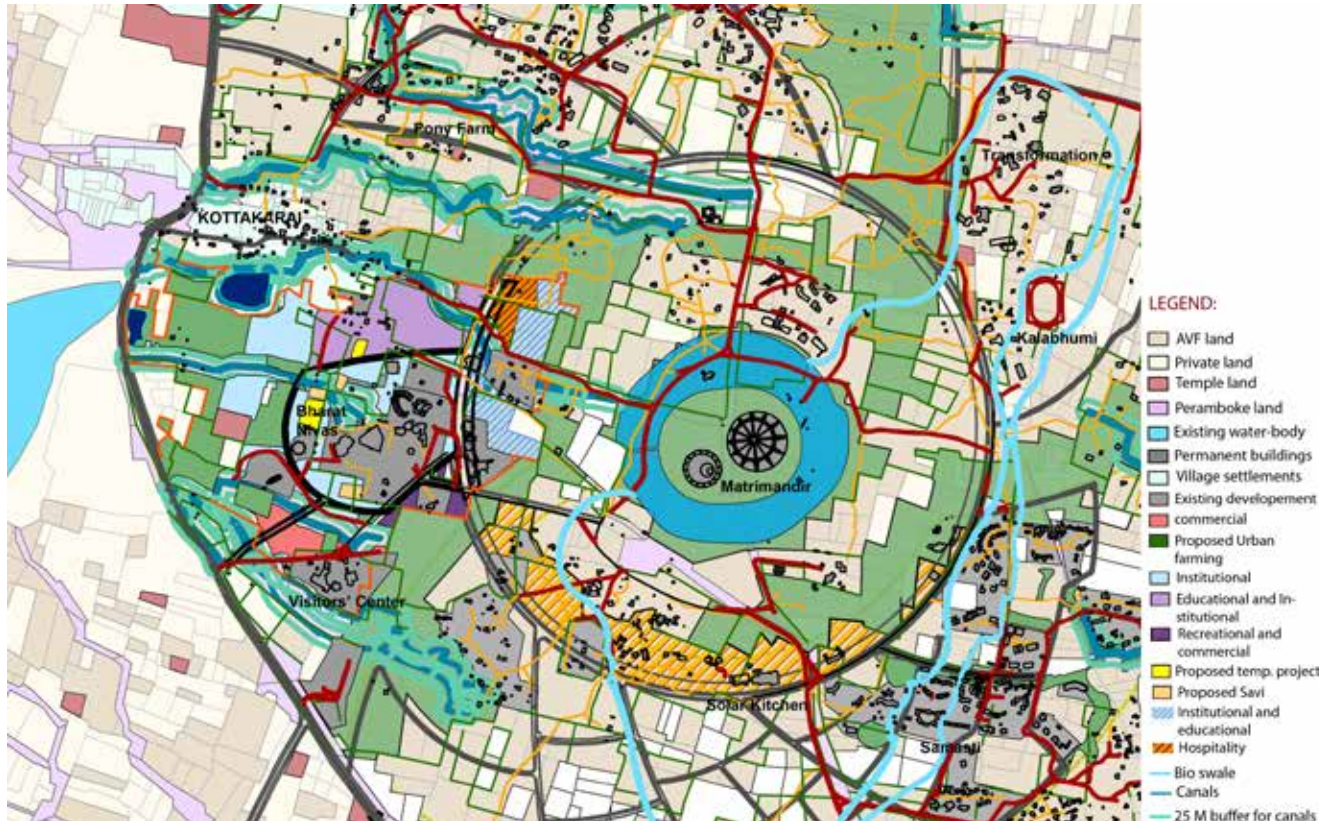 Pony Farm
Transformation
KOTTAKARAI
Kalabhumi
Bharat
Nivas
Matrimandir
Visitors' Center
Solar Kitchen
Samasti
LEGEND:
AVF land
Private land
Temple land
Peramboke land
Existing water-body
Permanent buildings
Village settlements
Existing developement
commercial
Proposed Urban
farming
Institutional
Educational and In-
stitutional
Recreational and
commercial
Proposed temp. project
Proposed Savi
Institutional and
educational
Hospitality
Bio swale
Canals
25 M buffer for canals